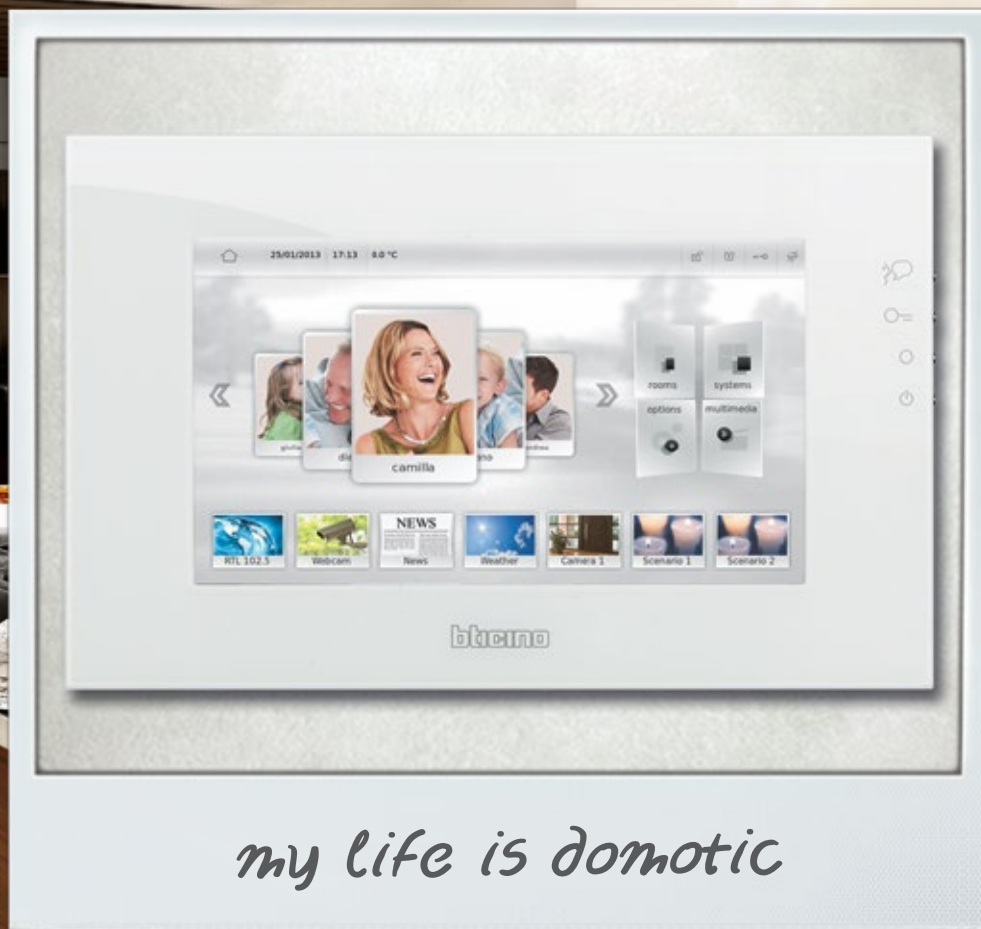 25/01/2013 17:13 8.0 °C
rooms
systems
options
multimedia
camilla
RTL 102.5
Webcam
NEWS
News
Weather
Camera 1
Scenario 1
Scenario 2
bticino
my life is domotic